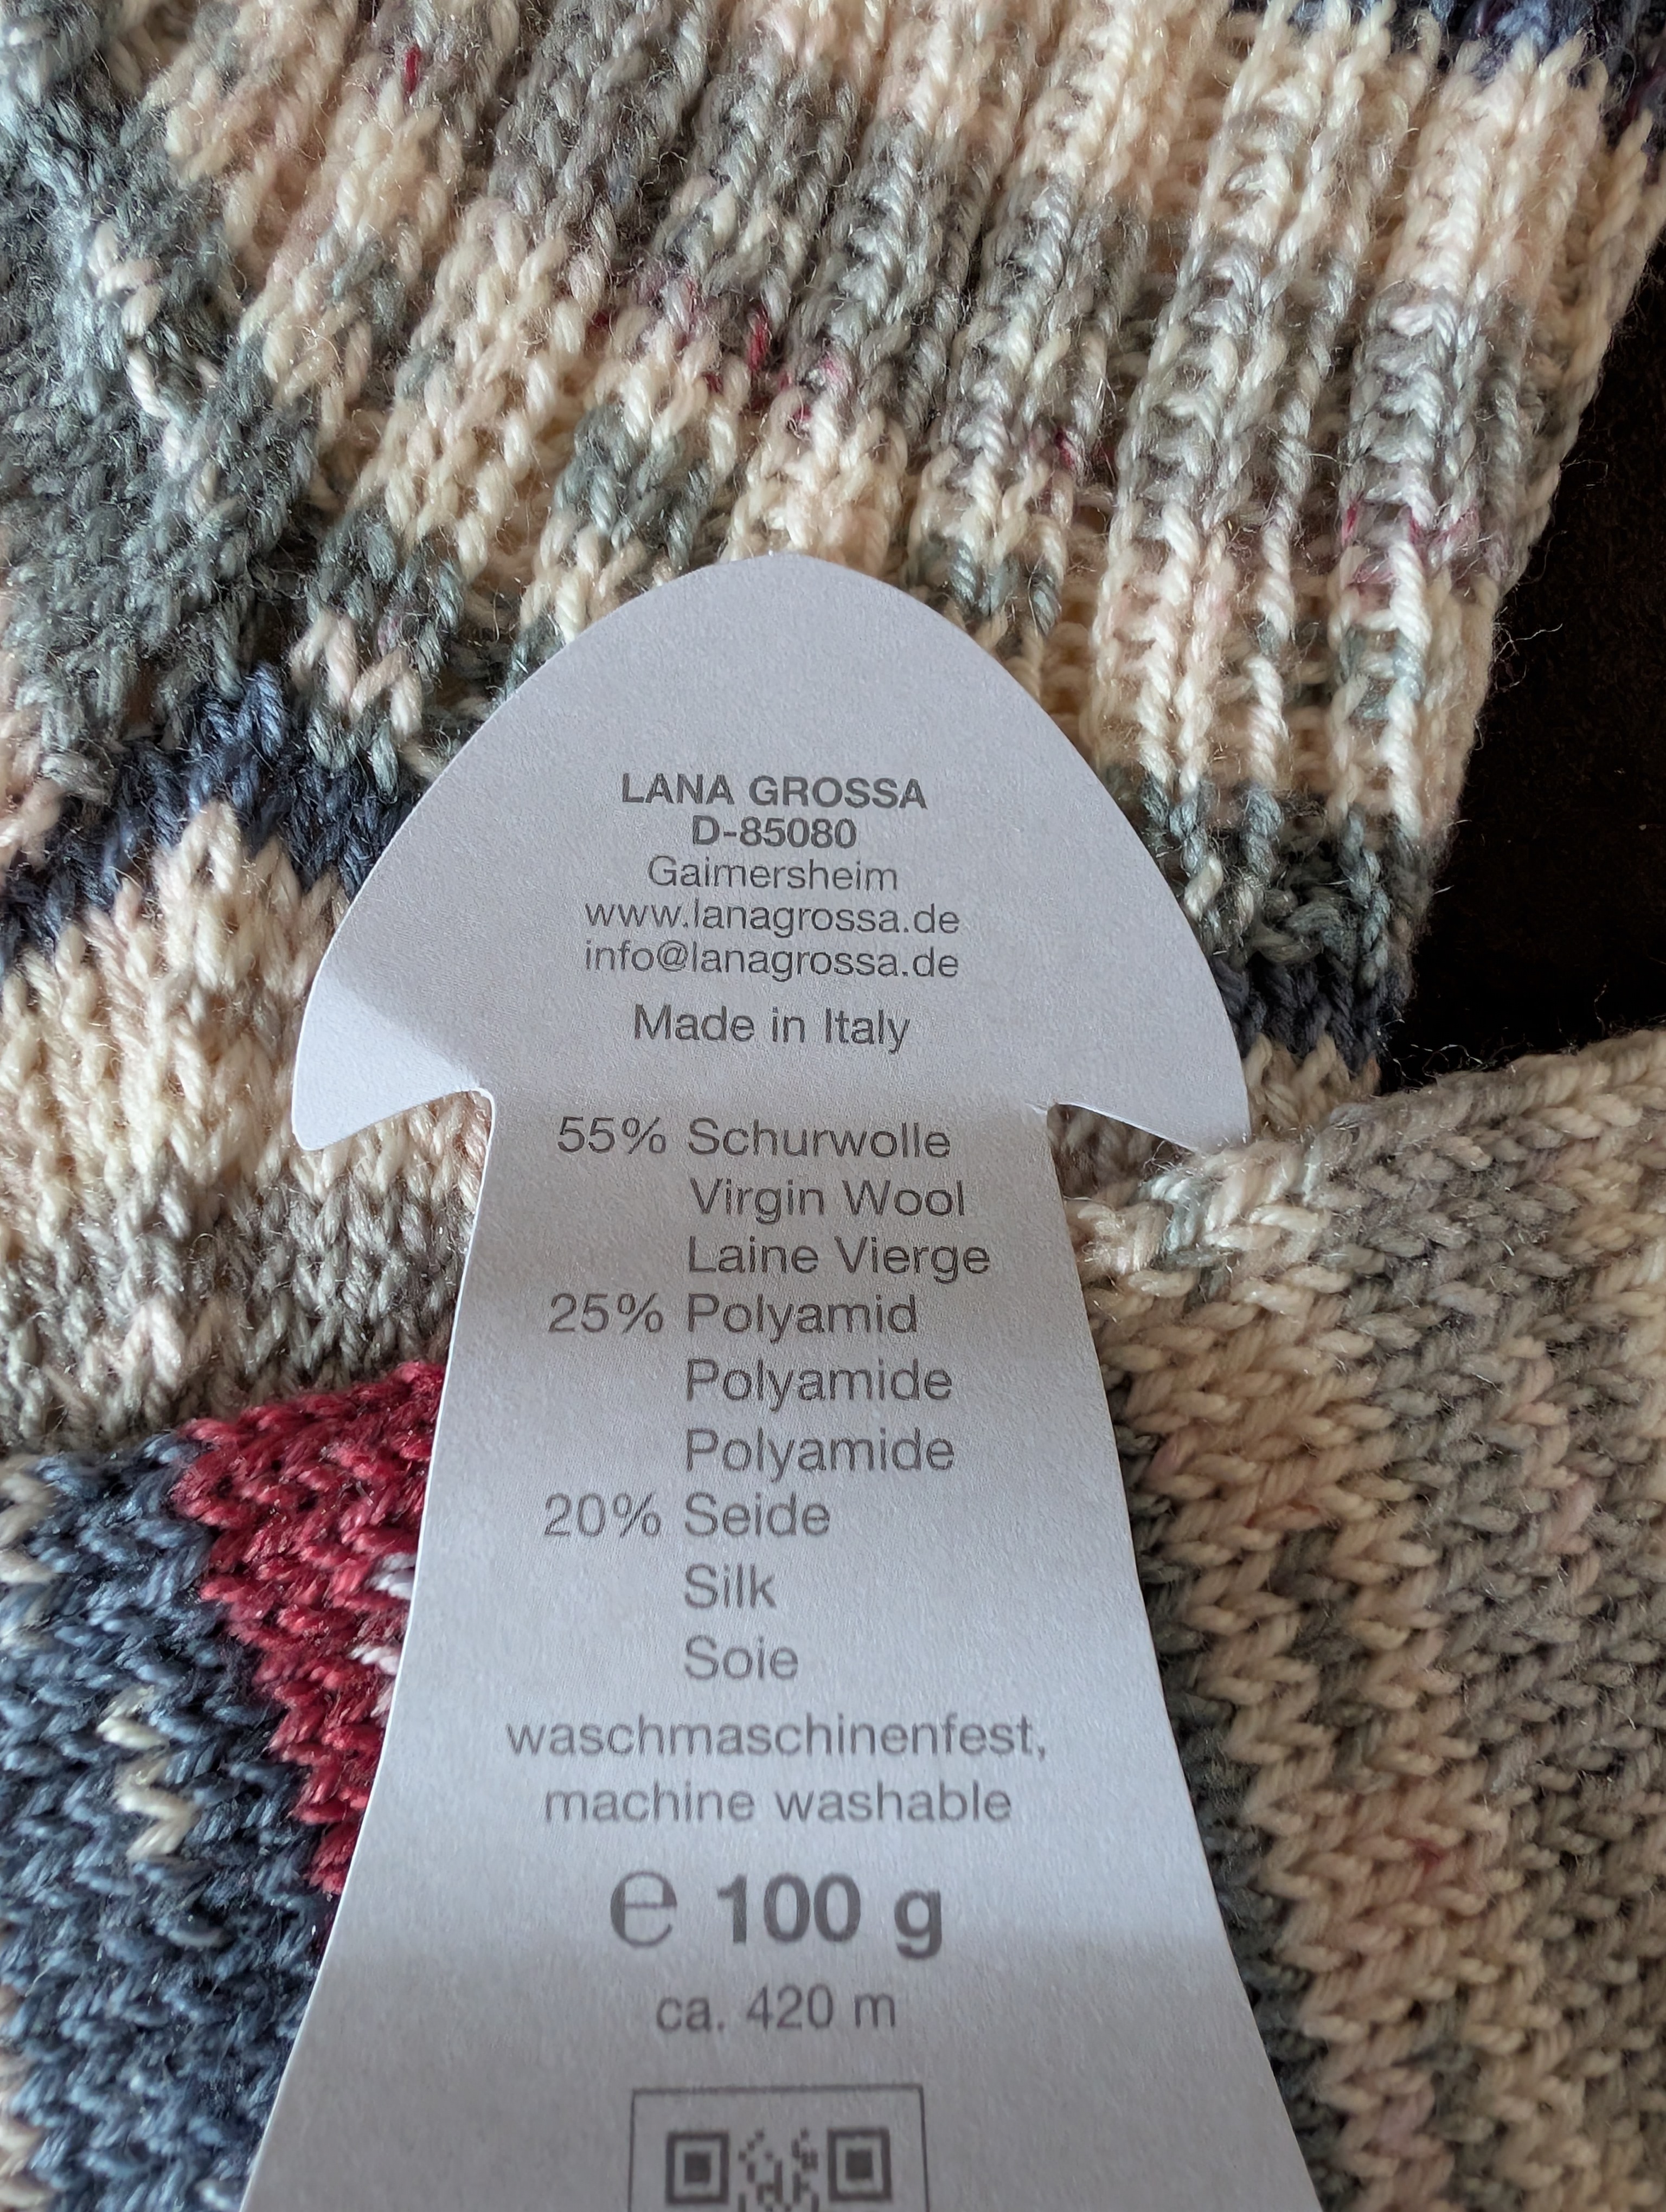 LANA GROSSA
D-85080
Gaimersheim
www.lanagrossa.de
info@lanagrossa.de
Made in Italy
55% Schurwolle
Virgin Wool
Laine Vierge
25% Polyamid
Polyamide
Polyamide
20% Seide
Silk
Soie
waschmaschinenfest,
machine washable
℮ 100 g
ca. 420 m